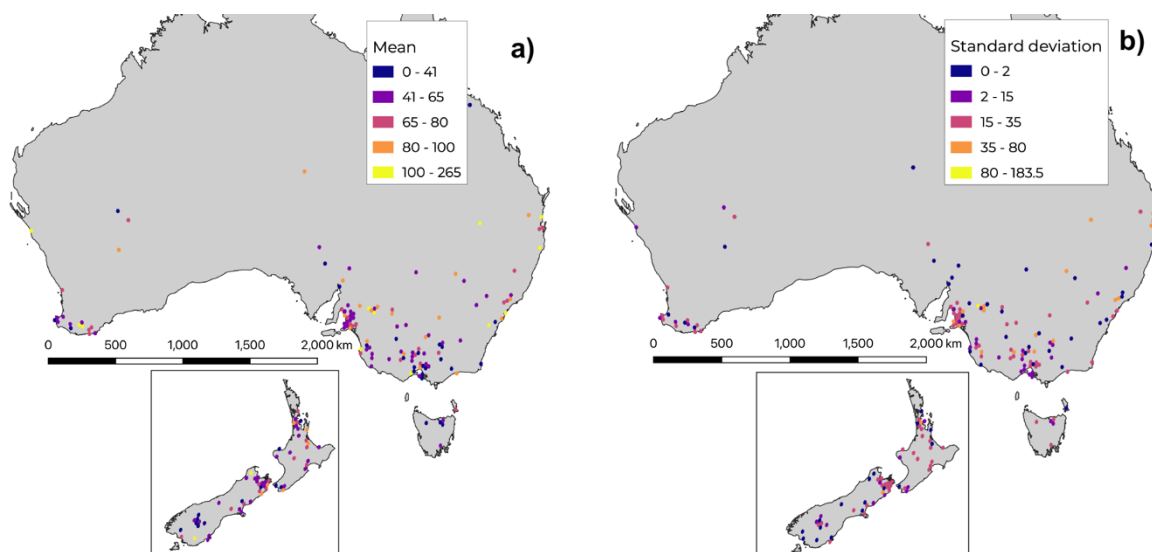 Mean
0 - 41
41 - 65
65 - 80
80 - 100
100 - 265
a)
0 500 1,000 1,500 2,000 km
Standard deviation
0 - 2
2 - 15
15 - 35
35 - 80
80 - 183.5
b)
0 500 1,000 1,500 2,000 km